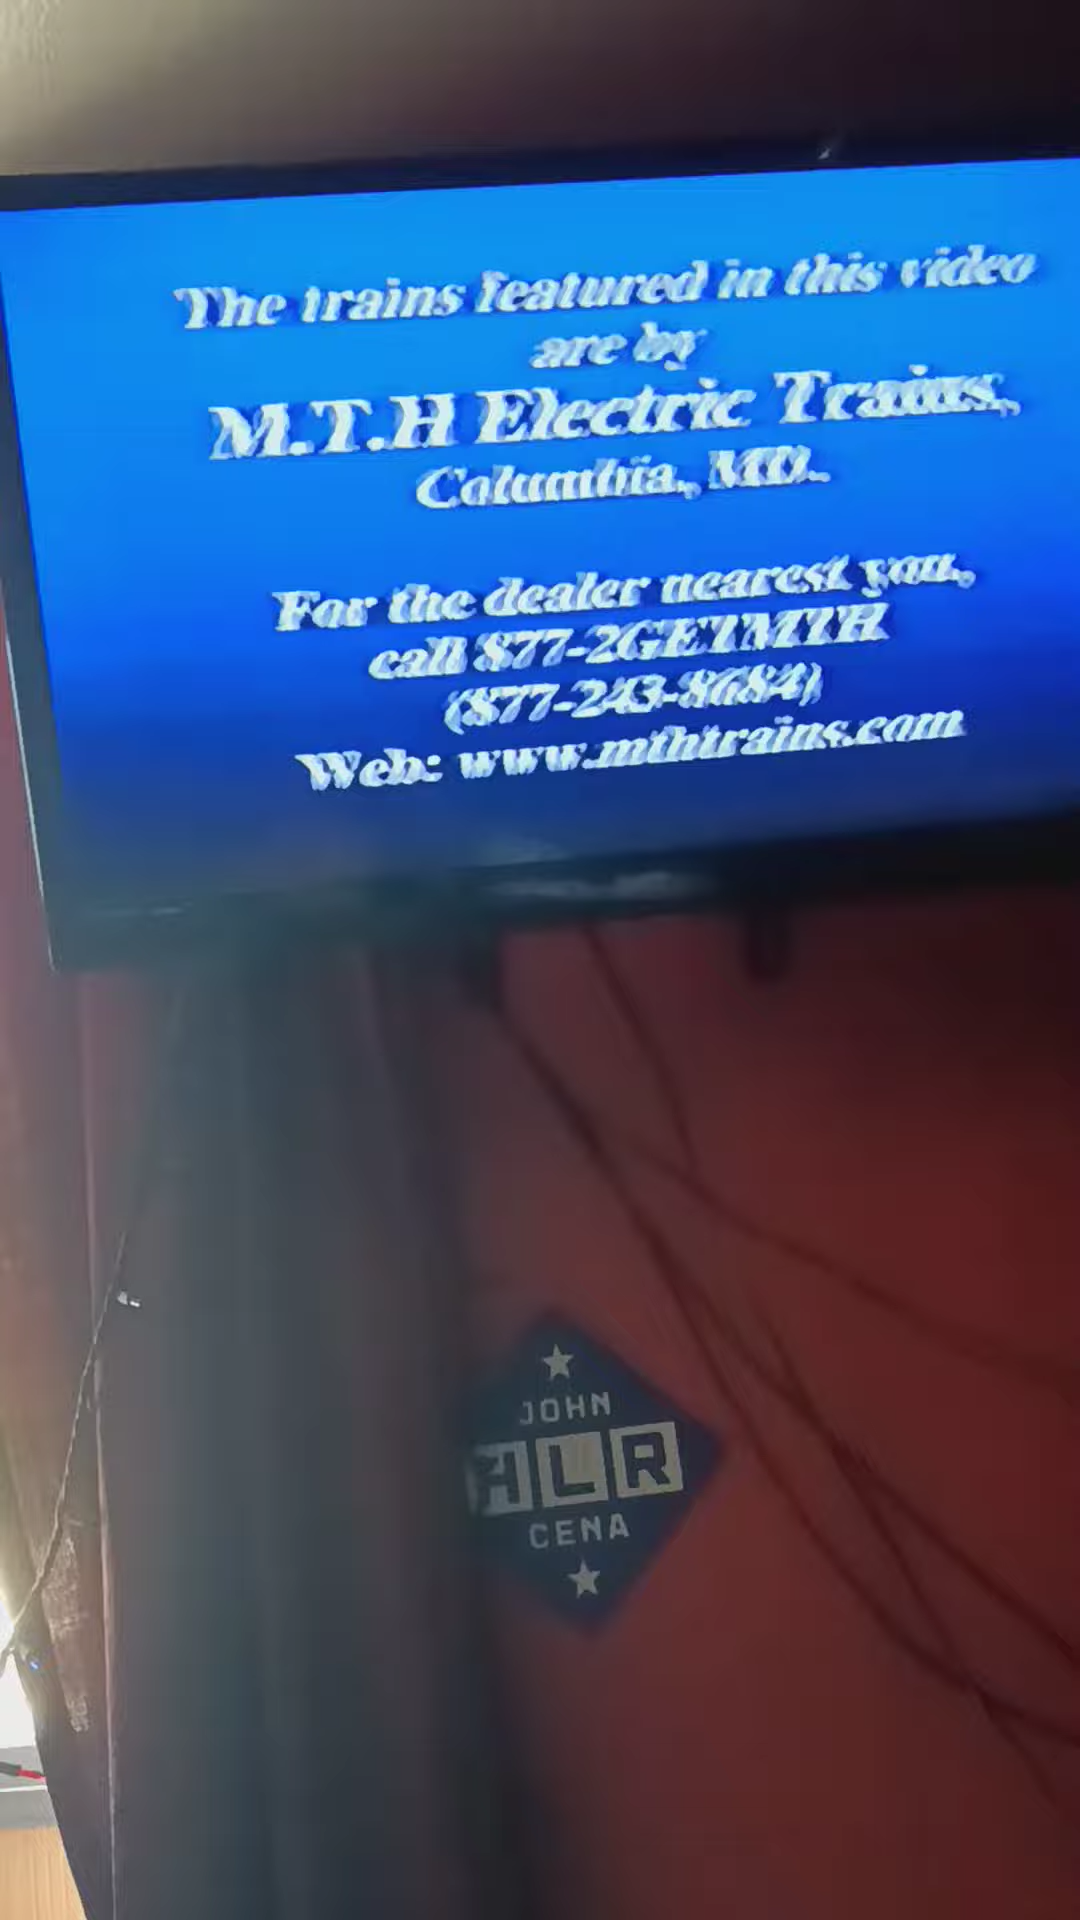 The trains featured in this video
are by
M.T.H Electric Trains,
Columbia, MD.
For the dealer nearest you,
call 877-2GETMTH
(877-243-8684)
Web: www.mthtrains.com
JOHN
HLR
CENA